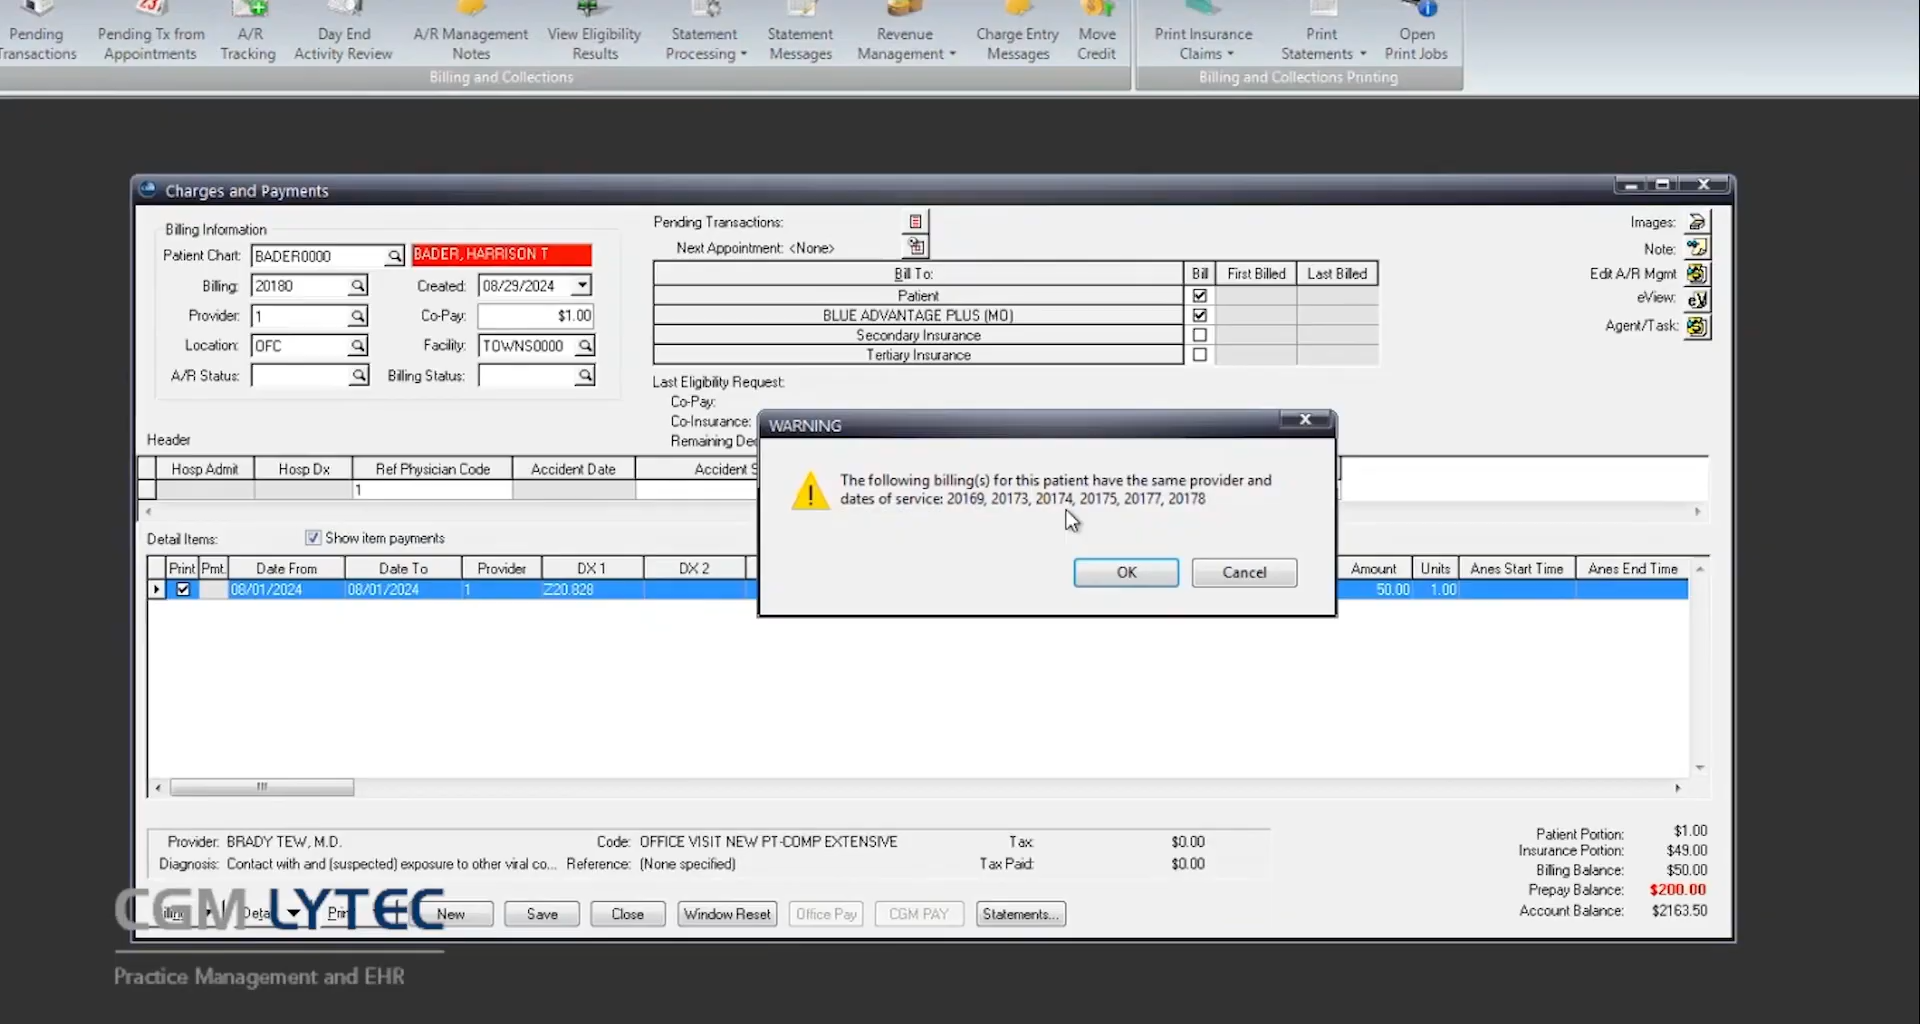 Pending Transactions
Pending Tx from Appointments
A/R Tracking
Day End Activity Review
A/R Management Notes
View Eligibility Results
Statement Processing
Statement Messages
Revenue Management
Charge Entry Messages
Move Credit
Print Insurance Claims
Print Statements
Open Print Jobs
Billing and Collections
Billing and Collections Printing
Charges and Payments
Billing Information
Patient Chart: BADER0000 BADER, HARRISON T
Billing: 20180 Created: 08/29/2024
Provider: 1 Co-Pay: $1.00
Location: OFC Facility: TOWNS0000
A/R Status: Billing Status:
Pending Transactions:
Next Appointment: <None>
Bill To: Bill First Billed Last Billed
Patient
BLUE ADVANTAGE PLUS (MO)
Secondary Insurance
Tertiary Insurance
Last Eligibility Request:
Co-Pay:
Co-Insurance:
Remaining
Images:
Note:
Edit A/R Mgmt
eView:
Agent/Task:
WARNING
The following billing(s) for this patient have the same provider and
dates of service: 20169, 20173, 20174, 20175, 20177, 20178
OK Cancel
Header
Hosp Admit Hosp Dx Ref Physician Code Accident Date Accident S
1
Detail Items: Show item payments
Print Pmt Date From Date To Provider DX 1 DX 2 Amount Units Anes Start Time Anes End Time
08/01/2024 08/01/2024 1 Z20.828 50.00 1.00
Provider: BRADY TEW, M.D. Code: OFFICE VISIT NEW PT-COMP EXTENSIVE Tax: $0.00
Diagnosis: Contact with and (suspected) exposure to other viral co... Reference: (None specified) Tax Paid: $0.00
Patient Portion: $1.00
Insurance Portion: $49.00
Billing Balance: $50.00
Prepay Balance: $200.00
Account Balance: $2163.50
New Save Close Window Reset Office Pay CGM PAY Statements...
CGM LYTEC
Practice Management and EHR